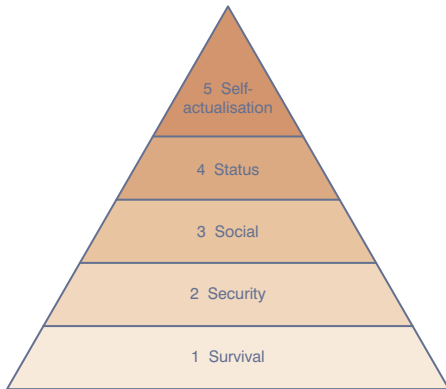 5 Self-
actualisation
4 Status
3 Social
2 Security
1 Survival